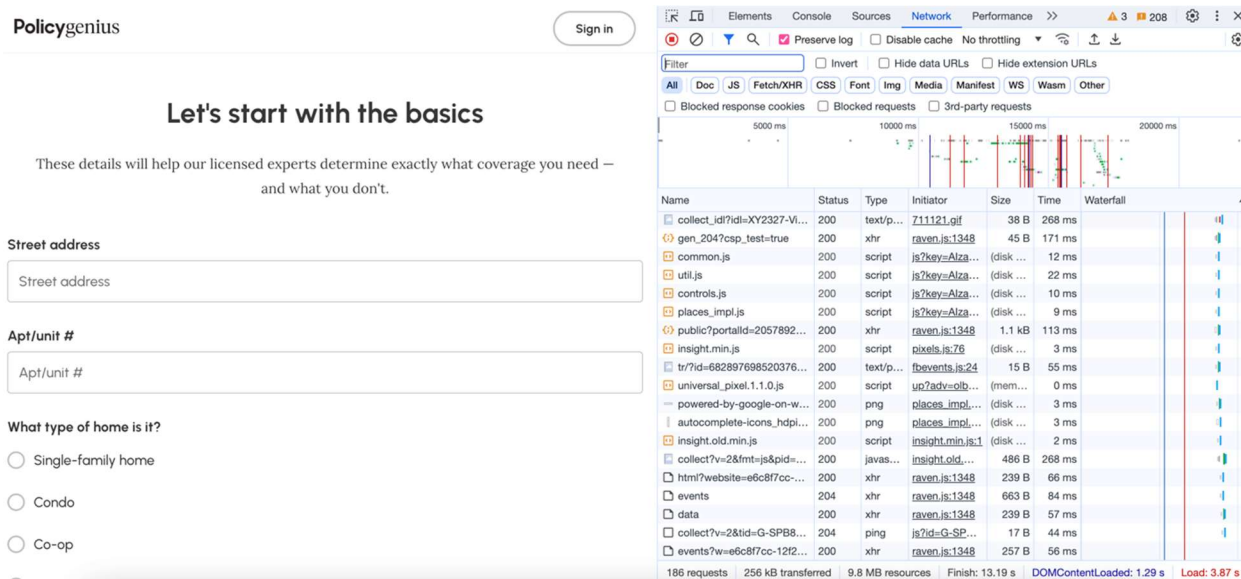 Policygenius
Sign in
Let's start with the basics
These details will help our licensed experts determine exactly what coverage you need —
and what you don't.
Street address
Street address
Apt/unit #
Apt/unit #
What type of home is it?
Single-family home
Condo
Co-op
Elements Console Sources Network Performance 3 208
Preserve log Disable cache No throttling
Filter Invert Hide data URLs Hide extension URLs
All Doc JS Fetch/XHR CSS Font Img Media Manifest WS Wasm Other
Blocked response cookies Blocked requests 3rd-party requests
5000 ms 10000 ms 15000 ms 20000 ms
Name Status Type Initiator Size Time Waterfall
collect_idl?idl=XY2327-Vi... 200 text/p... 711121.gif 38 B 268 ms
gen_204?csp_test=true 200 xhr raven.js:1348 45 B 171 ms
common.js 200 script js?key=AIza... (disk ... 12 ms
util.js 200 script js?key=AIza... (disk ... 22 ms
controls.js 200 script js?key=AIza... (disk ... 10 ms
places_impl.js 200 script js?key=AIza... (disk ... 9 ms
public?portalId=2057892... 200 xhr raven.js:1348 1.1 kB 113 ms
insight.min.js 200 script pixels.js:76 (disk ... 3 ms
tr/?id=682897698520376... 200 text/p... fbevents.js:24 15 B 55 ms
universal_pixel.1.1.0.js 200 script up?adv=olb... (mem... 0 ms
powered-by-google-on-w... 200 png places_impl.... (disk ... 3 ms
autocomplete-icons_hdpi... 200 png places_impl.... (disk ... 3 ms
insight.old.min.js 200 script insight.min.js:1 (disk ... 2 ms
collect?v=2&fmt=js&pid=... 200 javas... insight.old.... 486 B 268 ms
html?website=e6c8f7cc-... 200 xhr raven.js:1348 239 B 66 ms
events 204 xhr raven.js:1348 663 B 84 ms
data 200 xhr raven.js:1348 239 B 57 ms
collect?v=2&tid=G-SPB8... 204 ping js?id=G-SP... 17 B 44 ms
events?w=e6c8f7cc-12f2... 200 xhr raven.js:1348 257 B 56 ms
186 requests 256 kB transferred 9.8 MB resources Finish: 13.19 s DOMContentLoaded: 1.29 s Load: 3.87 s